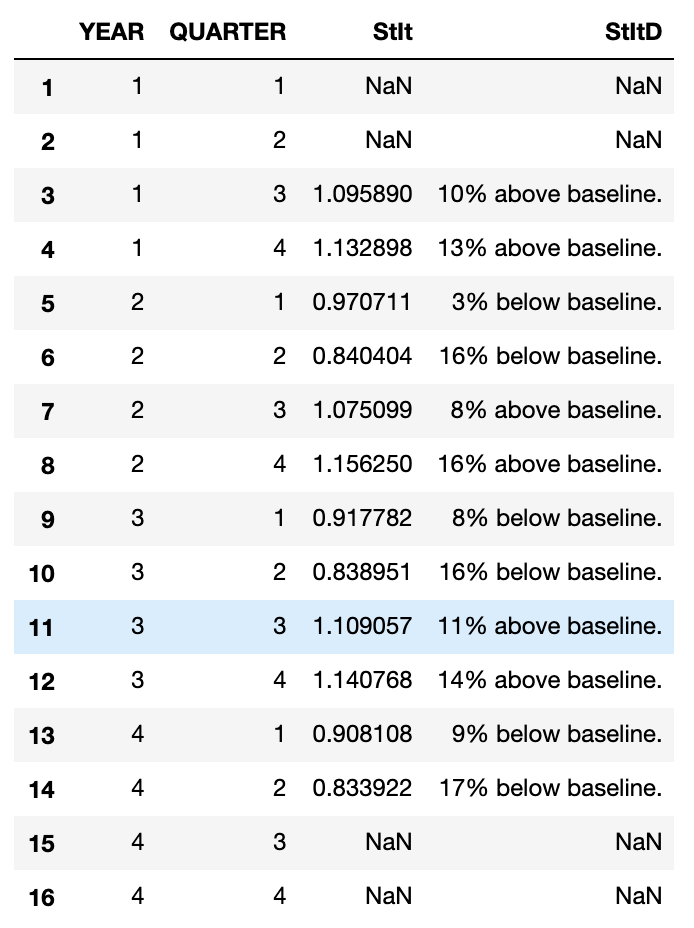 YEAR QUARTER StIt StItD
1 1 1 NaN NaN
2 1 2 NaN NaN
3 1 3 1.095890 10% above baseline.
4 1 4 1.132898 13% above baseline.
5 2 1 0.970711 3% below baseline.
6 2 2 0.840404 16% below baseline.
7 2 3 1.075099 8% above baseline.
8 2 4 1.156250 16% above baseline.
9 3 1 0.917782 8% below baseline.
10 3 2 0.838951 16% below baseline.
11 3 3 1.109057 11% above baseline.
12 3 4 1.140768 14% above baseline.
13 4 1 0.908108 9% below baseline.
14 4 2 0.833922 17% below baseline.
15 4 3 NaN NaN
16 4 4 NaN NaN